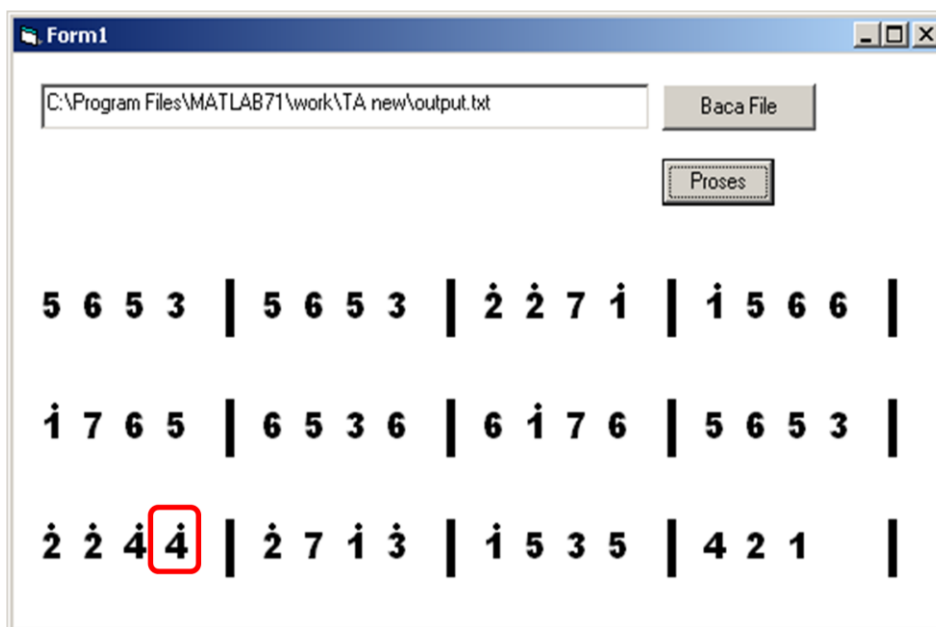 Form1
C:\Program Files\MATLAB71\work\TA new\output.txt Baca File
Proses
5 6 5 3 | 5 6 5 3 | 2̇ 2̇ 7 1̇ | 1̇ 5 6 6 |
1̇ 7 6 5 | 6 5 3 6 | 6 1̇ 7 6 | 5 6 5 3 |
2̇ 2̇ 4̇ 4̇ | 2̇ 7 1̇ 3̇ | 1̇ 5 3 5 | 4 2 1 |